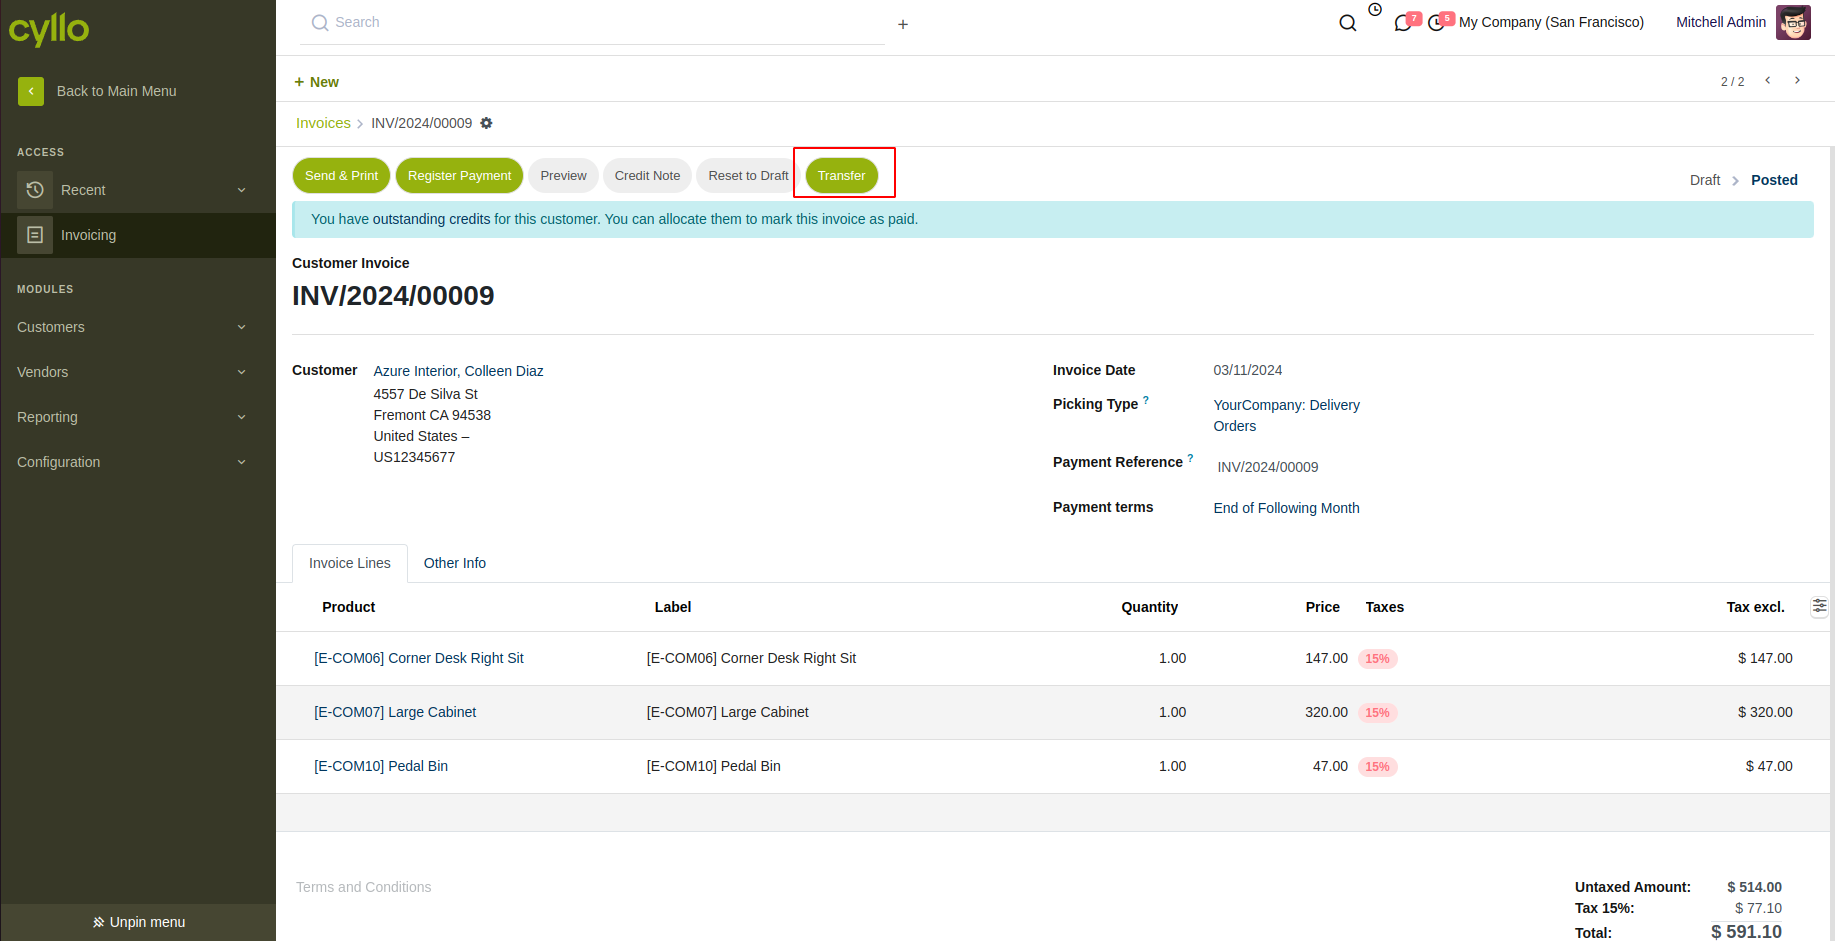 cyllo
Search
+
7
5
My Company (San Francisco)
Mitchell Admin
Back to Main Menu
+ New
2 / 2
Invoices > INV/2024/00009
ACCESS
Recent
Invoicing
MODULES
Customers
Vendors
Reporting
Configuration
Unpin menu
Send & Print
Register Payment
Preview
Credit Note
Reset to Draft
Transfer
Draft > Posted
You have outstanding credits for this customer. You can allocate them to mark this invoice as paid.
Customer Invoice
INV/2024/00009
Customer
Azure Interior, Colleen Diaz
4557 De Silva St
Fremont CA 94538
United States –
US12345677
Invoice Date 03/11/2024
Picking Type ? YourCompany: Delivery
Orders
Payment Reference ? INV/2024/00009
Payment terms End of Following Month
Invoice Lines Other Info
Product Label Quantity Price Taxes Tax excl.
[E-COM06] Corner Desk Right Sit [E-COM06] Corner Desk Right Sit 1.00 147.00 15% $ 147.00
[E-COM07] Large Cabinet [E-COM07] Large Cabinet 1.00 320.00 15% $ 320.00
[E-COM10] Pedal Bin [E-COM10] Pedal Bin 1.00 47.00 15% $ 47.00
Terms and Conditions
Untaxed Amount: $ 514.00
Tax 15%: $ 77.10
Total: $ 591.10